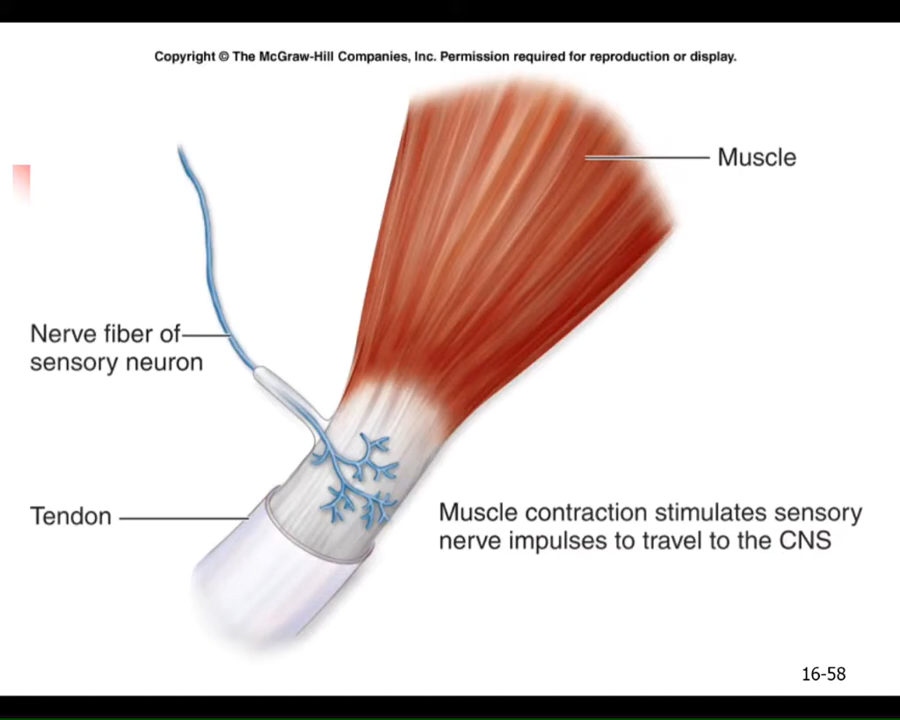 Copyright © The McGraw-Hill Companies, Inc. Permission required for reproduction or display.
Muscle
Nerve fiber of
sensory neuron
Tendon
Muscle contraction stimulates sensory
nerve impulses to travel to the CNS
16-58